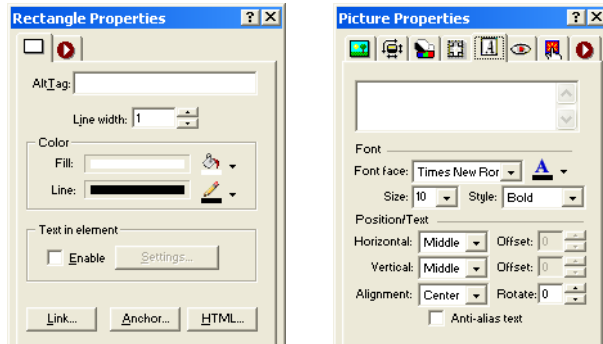 Rectangle Properties
AltTag:
Line width: 1
Color
Fill:
Line:
Text in element
Enable Settings...
Link... Anchor... HTML...
Picture Properties
A
Font
Font face: Times New Ror A
Size: 10 Style: Bold
Position/Text
Horizontal: Middle Offset: 0
Vertical: Middle Offset: 0
Alignment: Center Rotate: 0
Anti-alias text